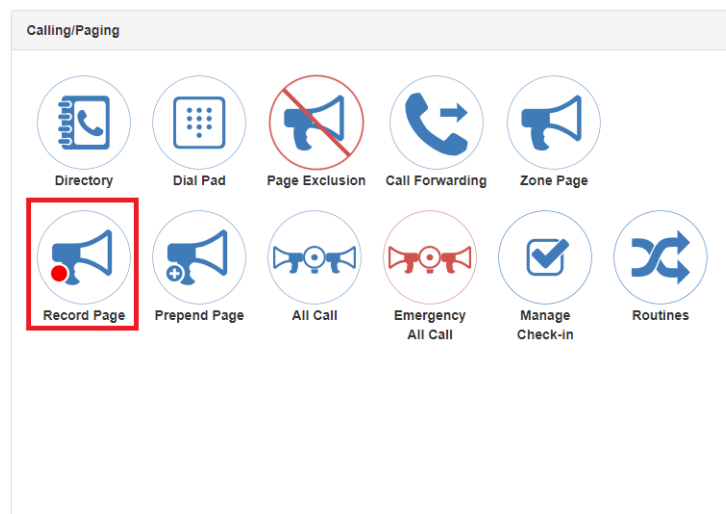 Calling/Paging
Directory
Dial Pad
Page Exclusion
Call Forwarding
Zone Page
Record Page
Prepend Page
All Call
Emergency
All Call
Manage
Check-in
Routines